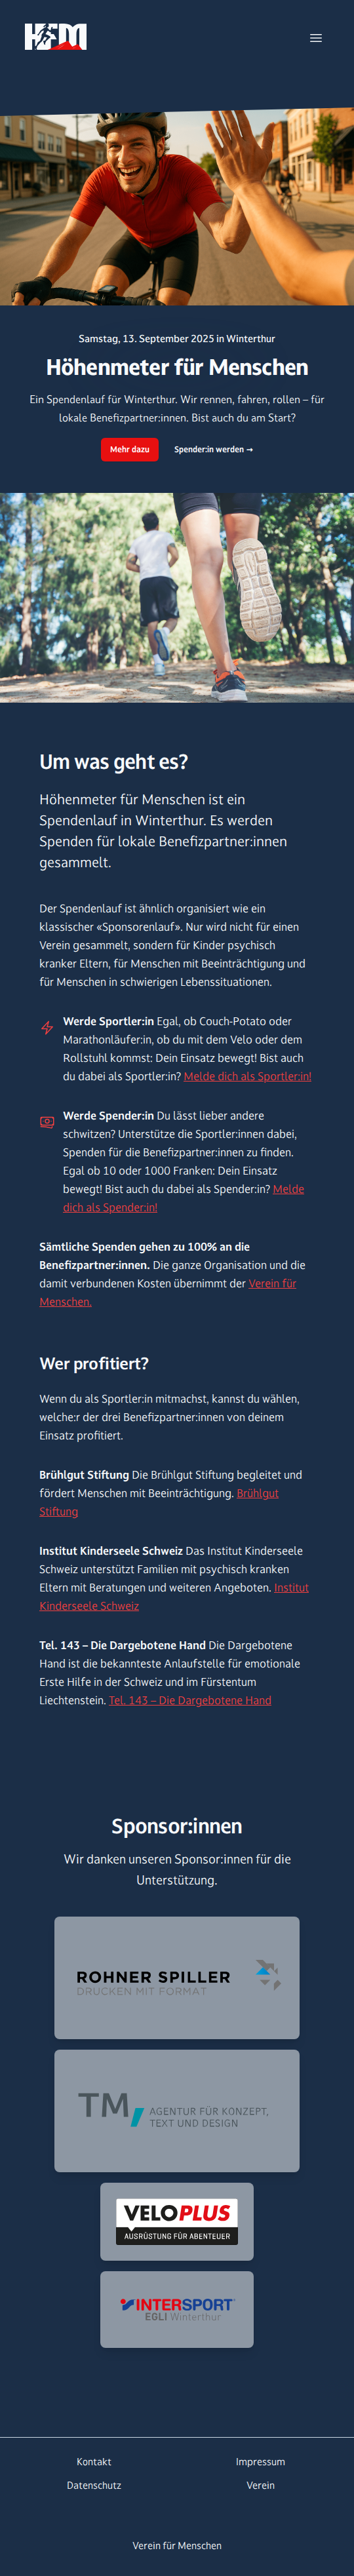 HFM
Samstag, 13. September 2025 in Winterthur
Höhenmeter für Menschen
Ein Spendenlauf für Winterthur. Wir rennen, fahren, rollen – für
lokale Benefizpartner:innen. Bist auch du am Start?
Mehr dazu
Spender:in werden →
Um was geht es?
Höhenmeter für Menschen ist ein
Spendenlauf in Winterthur. Es werden
Spenden für lokale Benefizpartner:innen
gesammelt.
Der Spendenlauf ist ähnlich organisiert wie ein
klassischer «Sponsorenlauf». Nur wird nicht für einen
Verein gesammelt, sondern für Kinder psychisch
kranker Eltern, für Menschen mit Beeinträchtigung und
für Menschen in schwierigen Lebenssituationen.
Werde Sportler:in Egal, ob Couch-Potato oder
Marathonläufer:in, ob du mit dem Velo oder dem
Rollstuhl kommst: Dein Einsatz bewegt! Bist auch
du dabei als Sportler:in? Melde dich als Sportler:in!
Werde Spender:in Du lässt lieber andere
schwitzen? Unterstütze die Sportler:innen dabei,
Spenden für die Benefizpartner:innen zu finden.
Egal ob 10 oder 1000 Franken: Dein Einsatz
bewegt! Bist auch du dabei als Spender:in? Melde
dich als Spender:in!
Sämtliche Spenden gehen zu 100% an die
Benefizpartner:innen. Die ganze Organisation und die
damit verbundenen Kosten übernimmt der Verein für
Menschen.
Wer profitiert?
Wenn du als Sportler:in mitmachst, kannst du wählen,
welche:r der drei Benefizpartner:innen von deinem
Einsatz profitiert.
Brühlgut Stiftung Die Brühlgut Stiftung begleitet und
fördert Menschen mit Beeinträchtigung. Brühlgut
Stiftung
Institut Kinderseele Schweiz Das Institut Kinderseele
Schweiz unterstützt Familien mit psychisch kranken
Eltern mit Beratungen und weiteren Angeboten. Institut
Kinderseele Schweiz
Tel. 143 – Die Dargebotene Hand Die Dargebotene
Hand ist die bekannteste Anlaufstelle für emotionale
Erste Hilfe in der Schweiz und im Fürstentum
Liechtenstein. Tel. 143 – Die Dargebotene Hand
Sponsor:innen
Wir danken unseren Sponsor:innen für die
Unterstützung.
ROHNER SPILLER
DRUCKEN MIT FORMAT
TM/ AGENTUR FÜR KONZEPT,
TEXT UND DESIGN
VELOPLUS
AUSRÜSTUNG FÜR ABENTEUER
INTERSPORT
EGLI Winterthur
Kontakt
Impressum
Datenschutz
Verein
Verein für Menschen